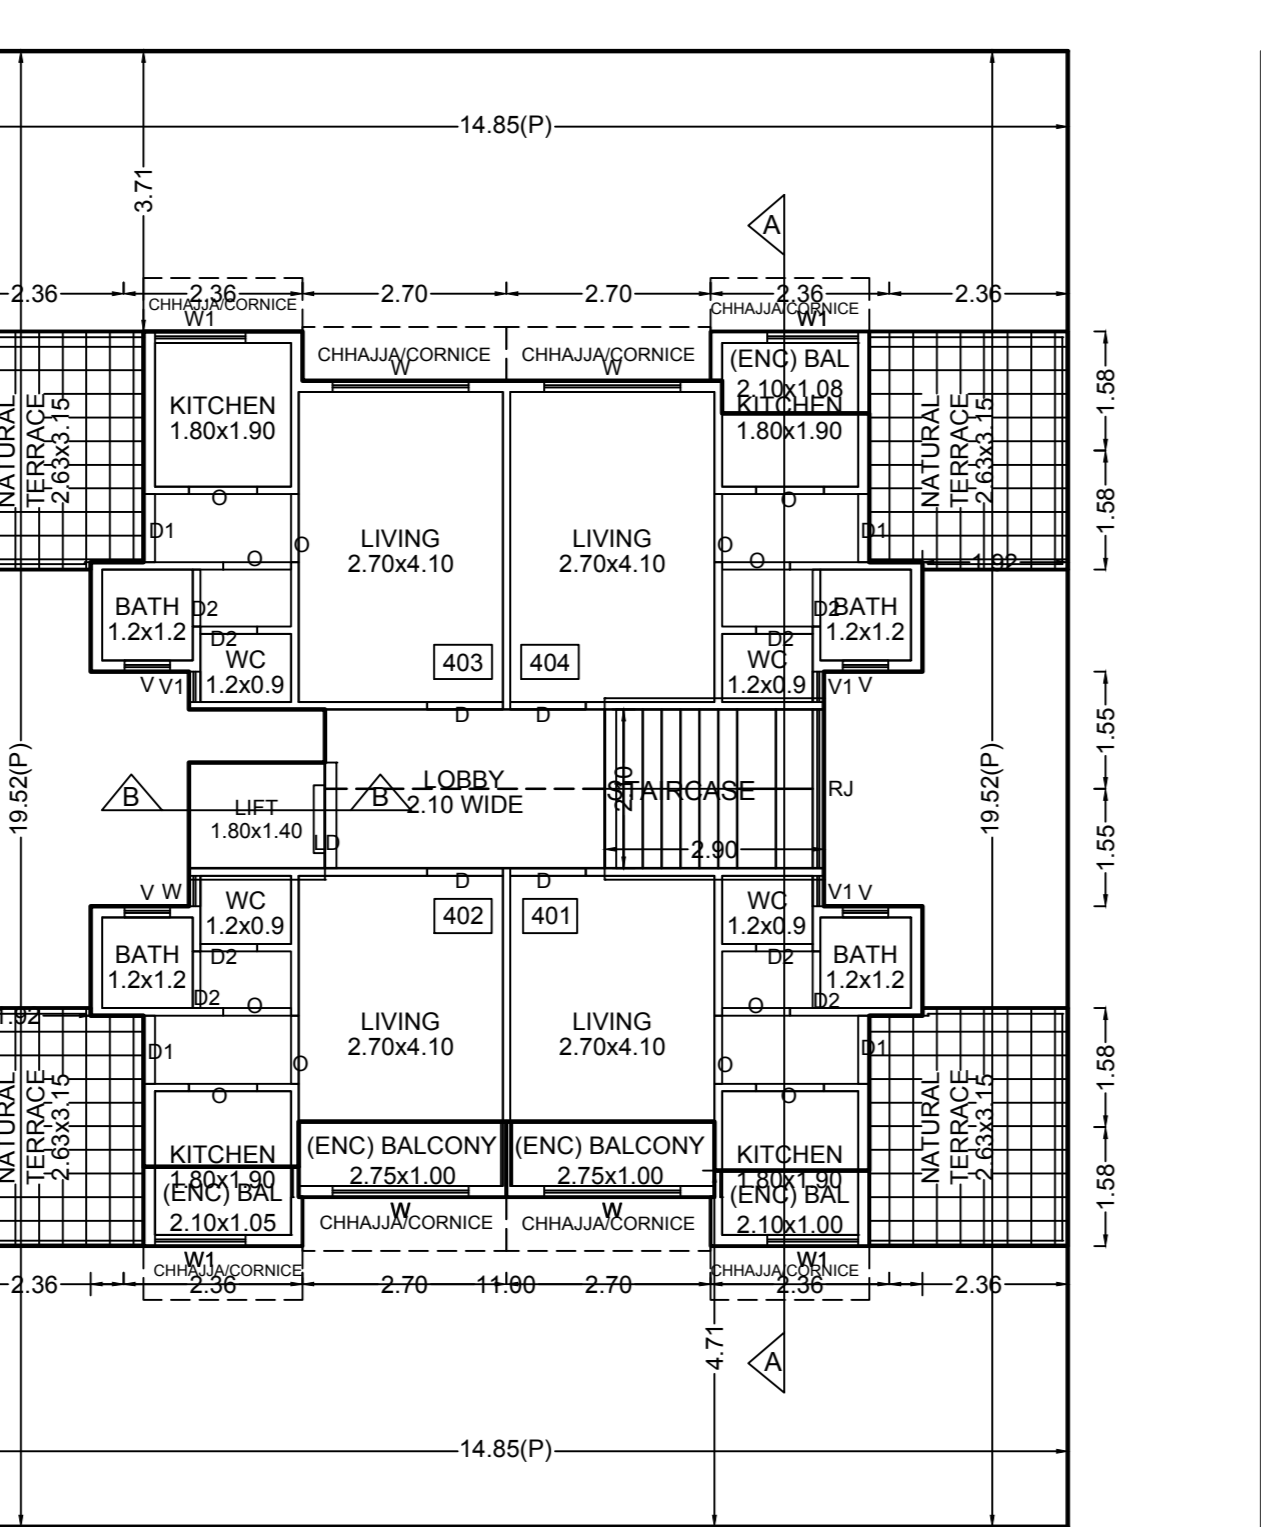 14.85(P)
3.71
A
2.36
2.36
2.70
2.70
2.36
2.36
CHHAJJA/CORNICE
CHHAJJA/CORNICE
W1
W1
CHHAJJA/CORNICE
CHHAJJA/CORNICE
W
W
(ENC) BAL
2.10x1.08
NATURAL
TERRACE
2.63x3.15
KITCHEN
1.80x1.90
KITCHEN
1.80x1.90
NATURAL
TERRACE
2.63x3.15
1.58
1.58
O
O
D1
O
O
LIVING
2.70x4.10
LIVING
2.70x4.10
O
O
D1
1.92
BATH
1.2x1.2
D2
D2
D2
BATH
1.2x1.2
D2
WC
1.2x0.9
403
404
WC
1.2x0.9
V
V1
V1
V
D
D
1.55
19.52(P)
B
B
LOBBY
2.10 WIDE
LIFT
1.80x1.40
LD
2.10
STAIRCASE
RJ
2.90
19.52(P)
1.55
V
W
D
D
V1
V
WC
1.2x0.9
402
401
WC
1.2x0.9
BATH
1.2x1.2
D2
D2
BATH
1.2x1.2
D2
O
O
D2
1.92
LIVING
2.70x4.10
LIVING
2.70x4.10
D1
O
O
D1
1.58
NATURAL
TERRACE
2.63x3.15
O
O
NATURAL
TERRACE
2.63x3.15
KITCHEN
1.80x1.90
(ENC) BALCONY
2.75x1.00
(ENC) BALCONY
2.75x1.00
KITCHEN
1.80x1.90
1.58
(ENC) BAL
2.10x1.05
(ENC) BAL
2.10x1.00
W
W
CHHAJJA/CORNICE
CHHAJJA/CORNICE
W1
W1
CHHAJJA/CORNICE
CHHAJJA/CORNICE
2.36
2.36
2.70
11.00
2.70
2.36
2.36
4.71
A
14.85(P)